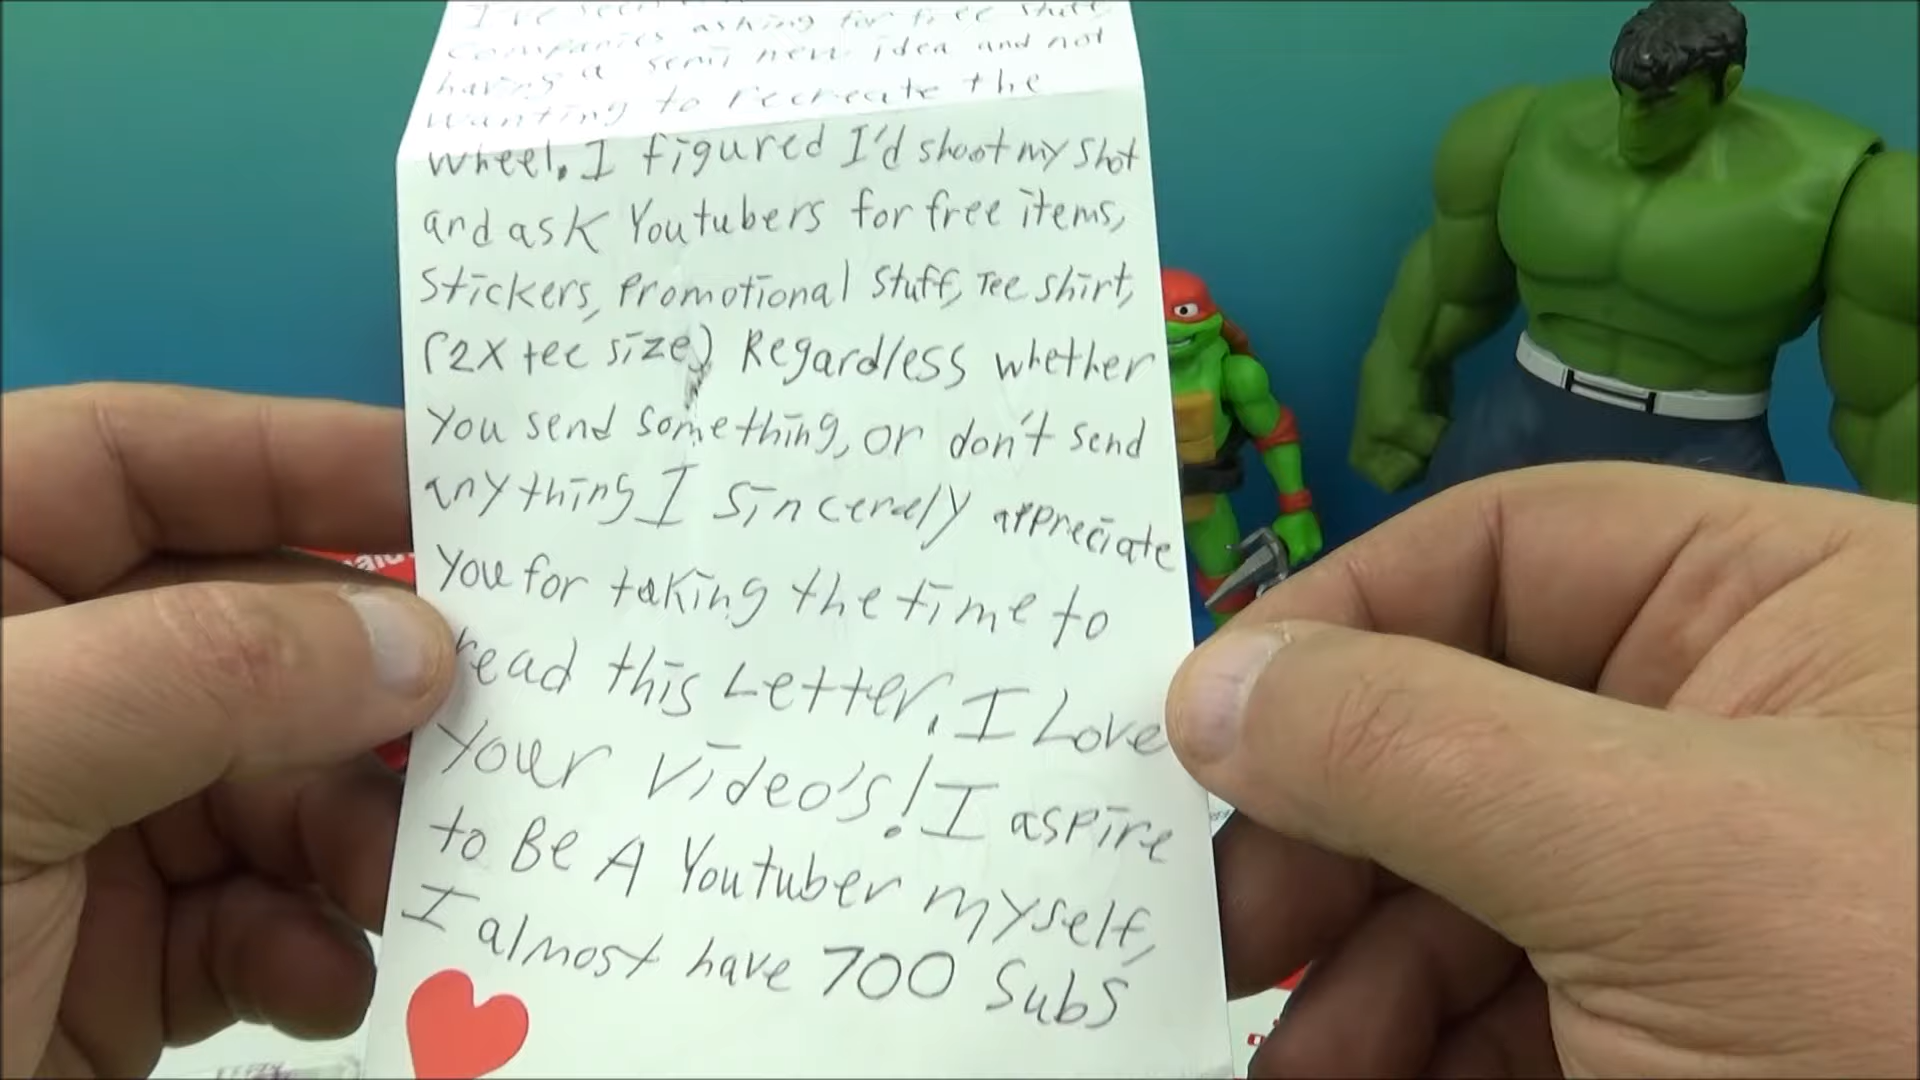 I've seen
companies asking for free stuff,
having a semi new idea and not
wanting to recreate the
wheel. I figured I'd shoot my shot
and ask Youtubers for free items,
Stickers, Promotional Stuff, Tee shirt,
(2X tee size) Regardless whether
you send something, or don't send
anything I sincerely appreciate
you for taking the time to
read this Letter. I Love
your video's! I aspire
to Be A Youtuber myself,
I almost have 700 Subs